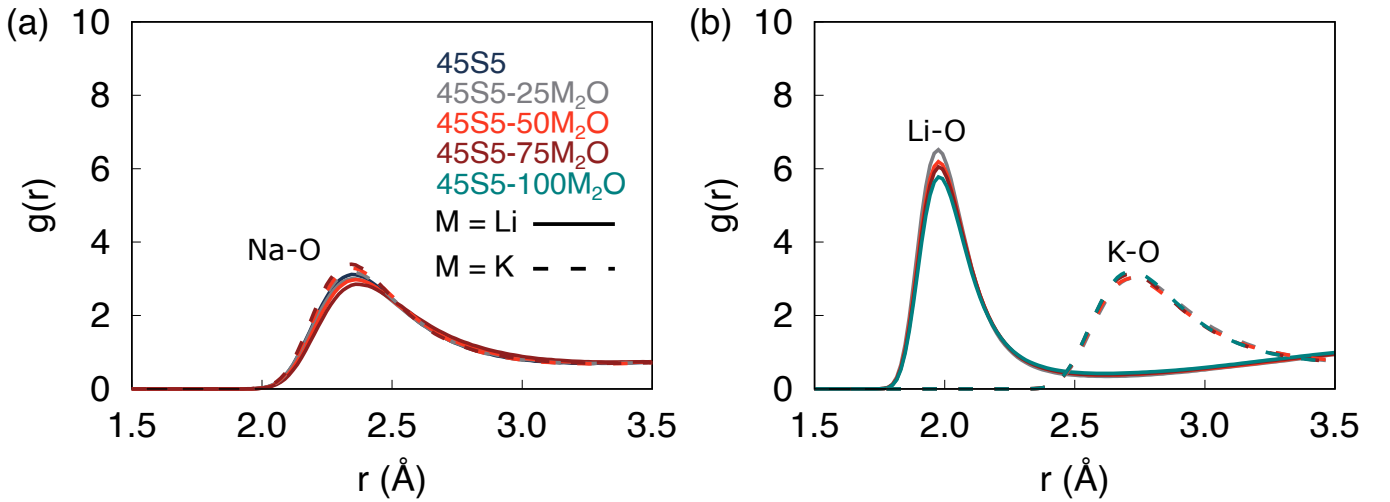 (a)
10
8
6
4
2
0
g(r)
45S5
45S5-25M₂O
45S5-50M₂O
45S5-75M₂O
45S5-100M₂O
M = Li
M = K
Na-O
1.5 2.0 2.5 3.0 3.5
r (Å)
(b)
10
8
6
4
2
0
g(r)
Li-O
K-O
1.5 2.0 2.5 3.0 3.5
r (Å)